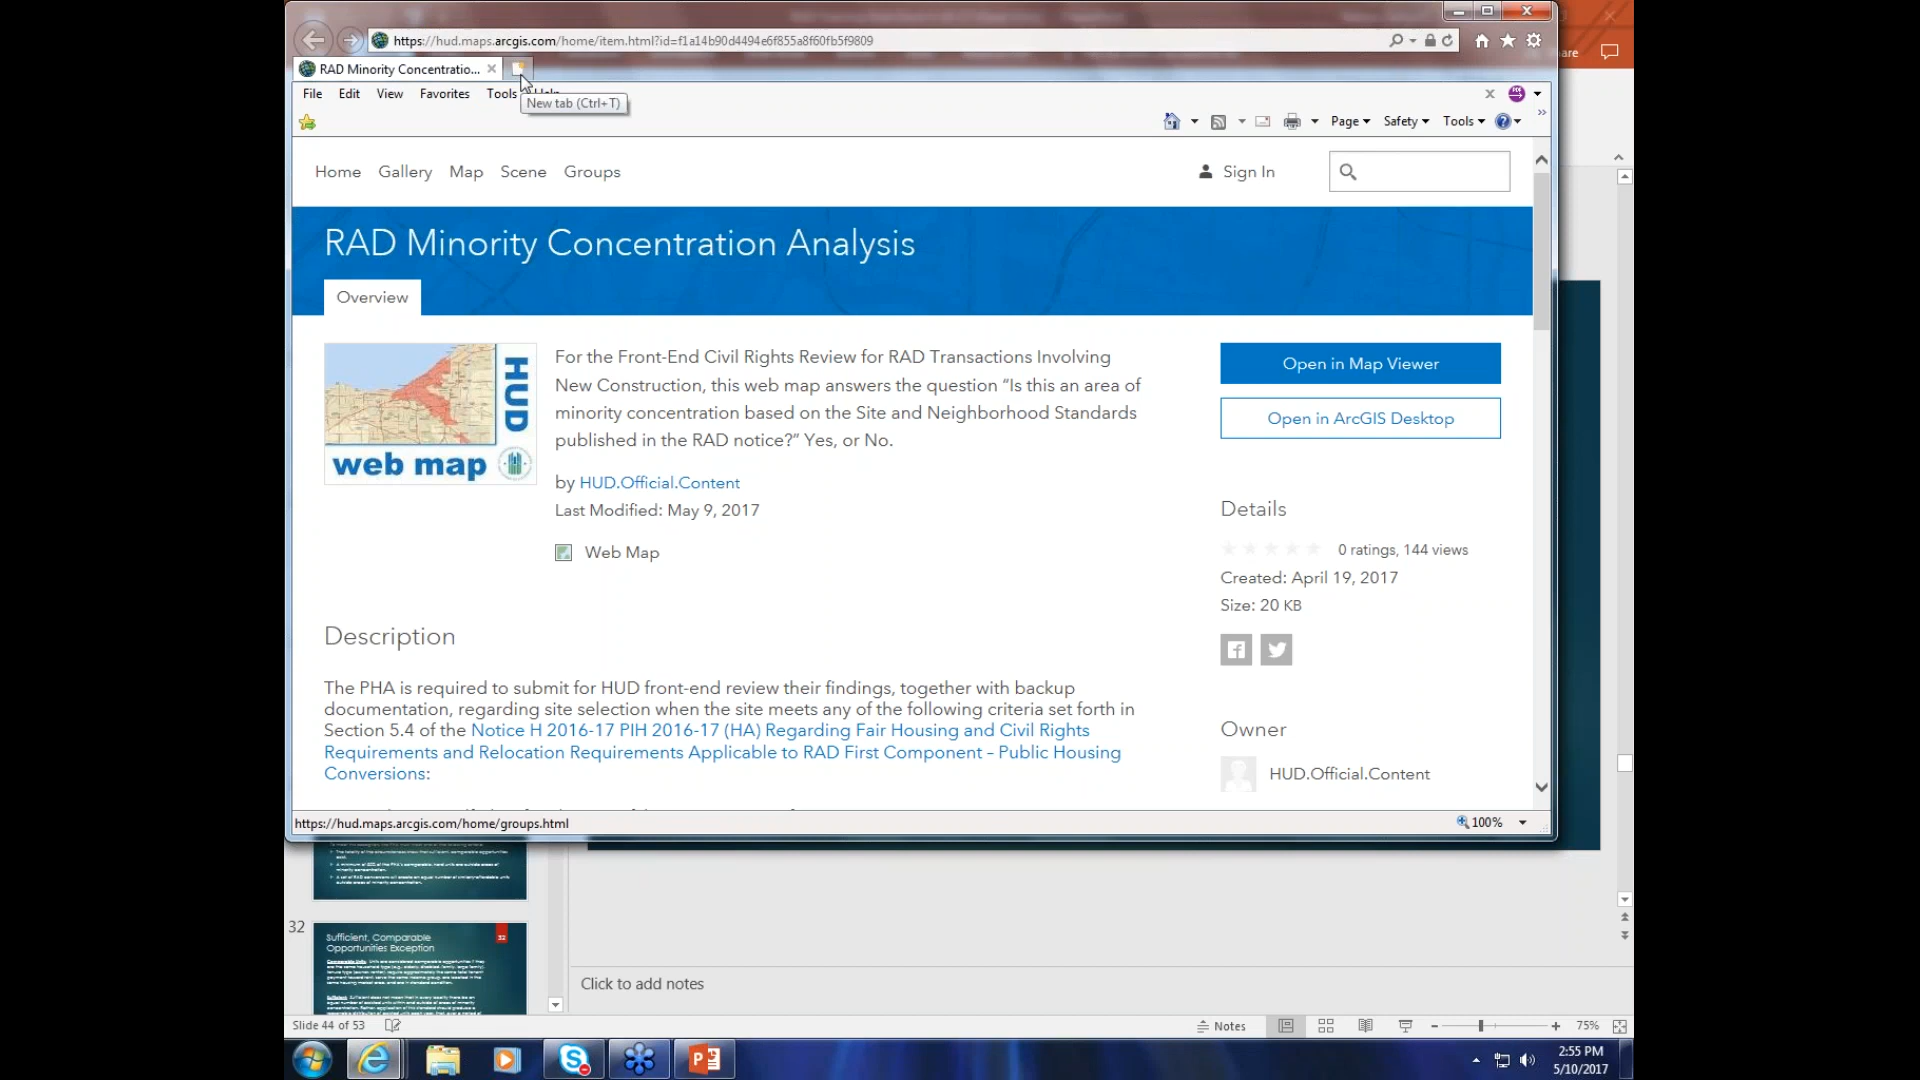 https://hud.maps.arcgis.com/home/item.html?id=f1a14b90d4494e6f855a8f60fb5f9809
are
RAD Minority Concentratio...
File Edit View Favorites Tools Help
New tab (Ctrl+T)
Page Safety Tools
Home Gallery Map Scene Groups
Sign In
RAD Minority Concentration Analysis
Overview
HUD
web map
For the Front-End Civil Rights Review for RAD Transactions Involving
New Construction, this web map answers the question “Is this an area of
minority concentration based on the Site and Neighborhood Standards
published in the RAD notice?” Yes, or No.
by HUD.Official.Content
Last Modified: May 9, 2017
Web Map
Open in Map Viewer
Open in ArcGIS Desktop
Details
0 ratings, 144 views
Created: April 19, 2017
Size: 20 KB
Description
The PHA is required to submit for HUD front-end review their findings, together with backup
documentation, regarding site selection when the site meets any of the following criteria set forth in
Section 5.4 of the Notice H 2016-17 PIH 2016-17 (HA) Regarding Fair Housing and Civil Rights
Requirements and Relocation Requirements Applicable to RAD First Component – Public Housing
Conversions:
Owner
HUD.Official.Content
https://hud.maps.arcgis.com/home/groups.html
100%
32
Sufficient, Comparable
Opportunities Exception
32
Click to add notes
Slide 44 of 53
Notes
75%
2:55 PM
5/10/2017